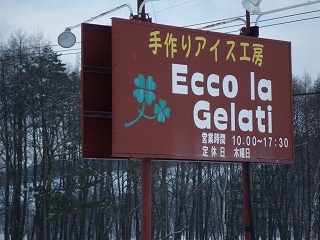 手作りアイス工房
Ecco la
Gelati
営業時間 10:00~17:30
定休日 木曜日